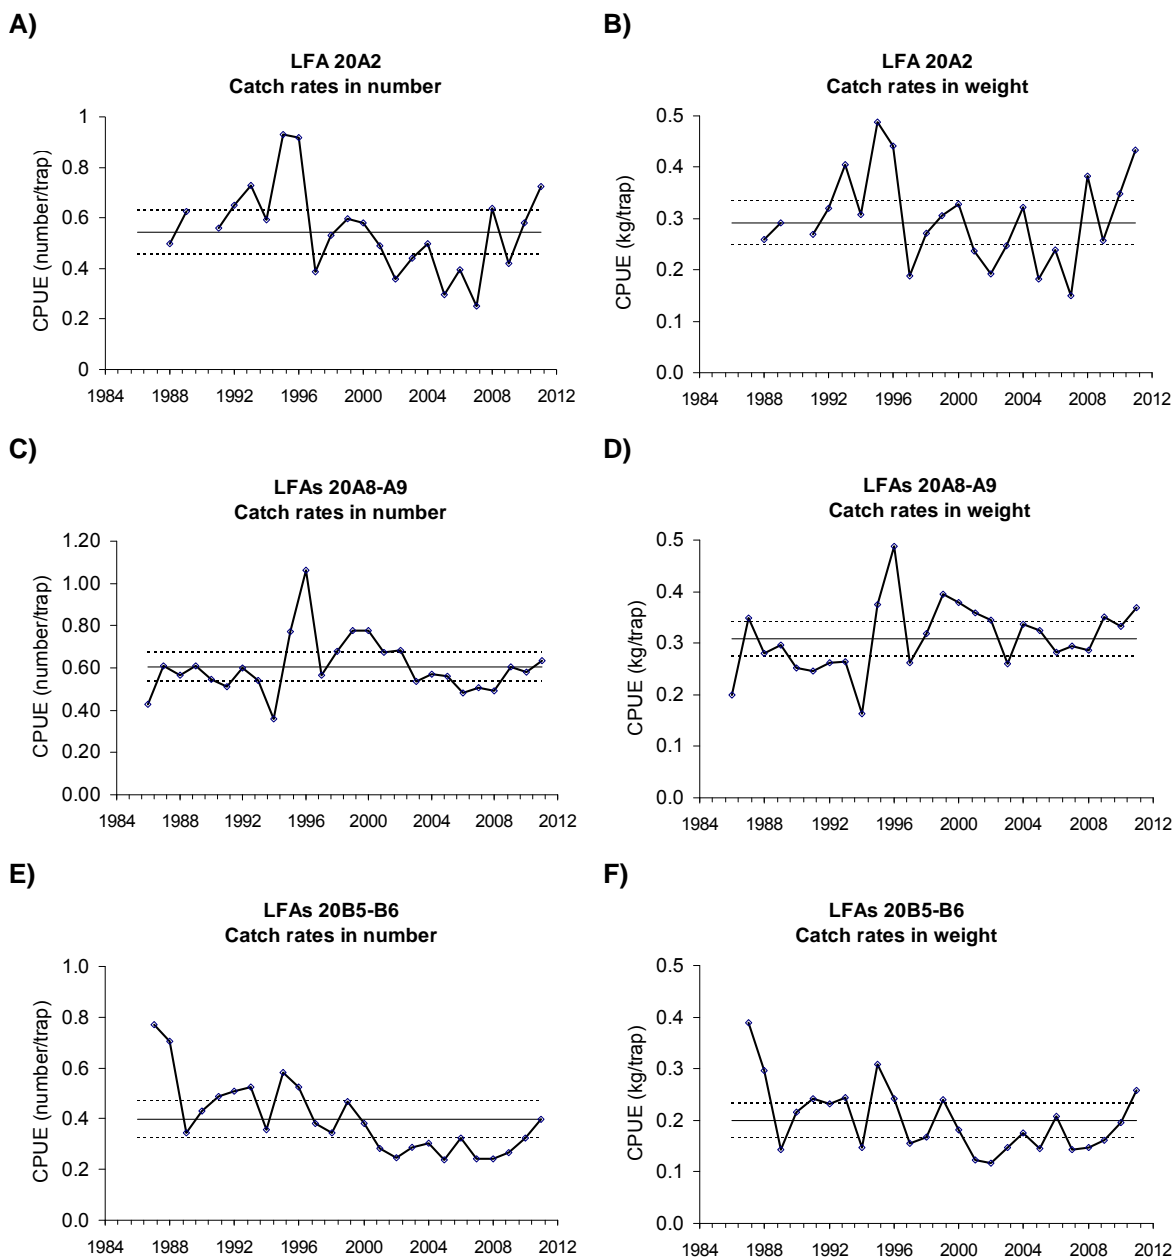 A)
LFA 20A2
Catch rates in number
CPUE (number/trap)
1
0.8
0.6
0.4
0.2
0
1984 1988 1992 1996 2000 2004 2008 2012
B)
LFA 20A2
Catch rates in weight
CPUE (kg/trap)
0.5
0.4
0.3
0.2
0.1
0.0
1984 1988 1992 1996 2000 2004 2008 2012
C)
LFAs 20A8-A9
Catch rates in number
CPUE (number/trap)
1.20
1.00
0.80
0.60
0.40
0.20
0.00
1984 1988 1992 1996 2000 2004 2008 2012
D)
LFAs 20A8-A9
Catch rates in weight
CPUE (kg/trap)
0.5
0.4
0.3
0.2
0.1
0.0
1984 1988 1992 1996 2000 2004 2008 2012
E)
LFAs 20B5-B6
Catch rates in number
CPUE (number/trap)
1.0
0.8
0.6
0.4
0.2
0.0
1984 1988 1992 1996 2000 2004 2008 2012
F)
LFAs 20B5-B6
Catch rates in weight
CPUE (kg/trap)
0.5
0.4
0.3
0.2
0.1
0.0
1984 1988 1992 1996 2000 2004 2008 2012